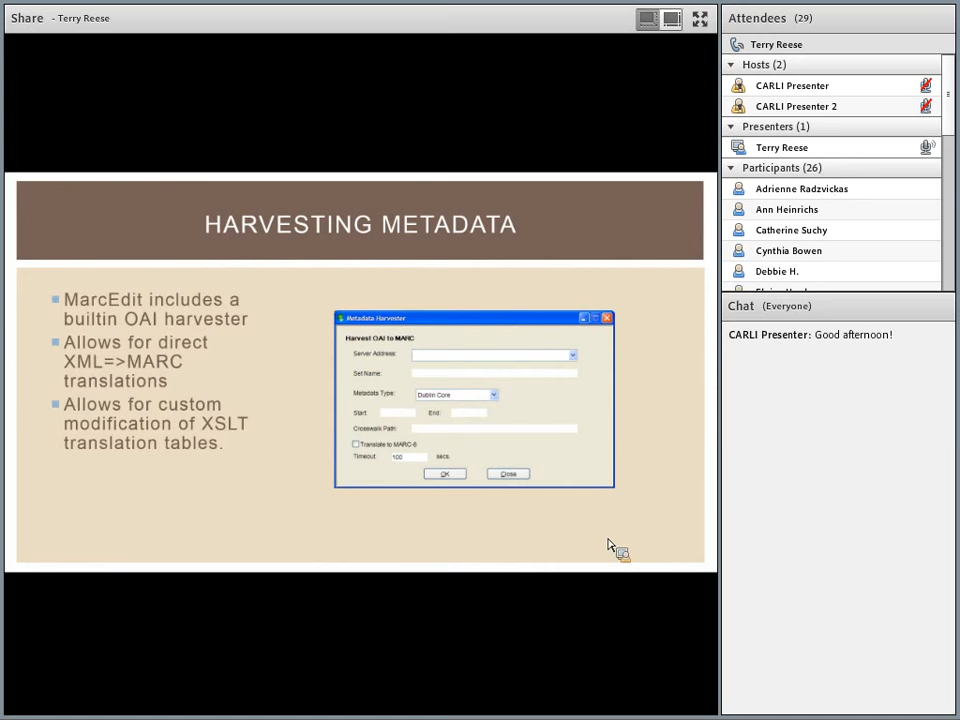 Share - Terry Reese
HARVESTING METADATA
MarcEdit includes a
builtin OAI harvester
Allows for direct
XML=>MARC
translations
Allows for custom
modification of XSLT
translation tables.
Metadata Harvester
Harvest OAI to MARC
Server Address:
Set Name:
Metadata Type: Dublin Core
Start: End:
Crosswalk Path:
Translate to MARC-8
Timeout: 100 secs.
OK Close
Attendees (29)
Terry Reese
Hosts (2)
CARLI Presenter
CARLI Presenter 2
Presenters (1)
Terry Reese
Participants (26)
Adrienne Radzvickas
Ann Heinrichs
Catherine Suchy
Cynthia Bowen
Debbie H.
Chat (Everyone)
CARLI Presenter: Good afternoon!